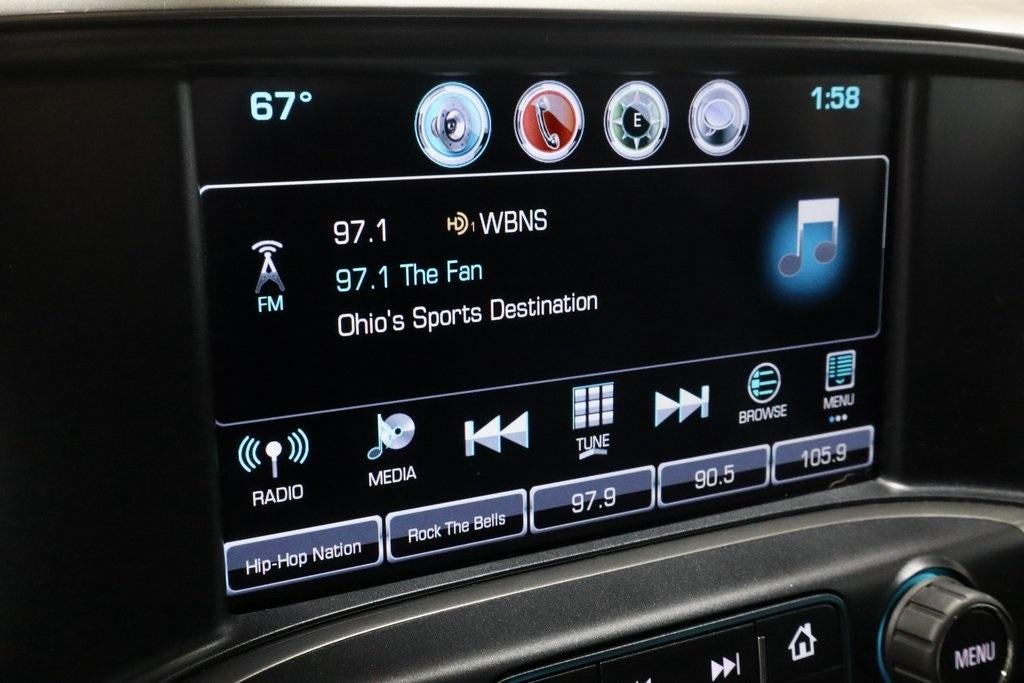 67° 1:58
E
97.1 HD1 WBNS
97.1 The Fan
FM
Ohio's Sports Destination
RADIO MEDIA TUNE BROWSE MENU
Hip-Hop Nation Rock The Bells 97.9 90.5 105.9
MENU